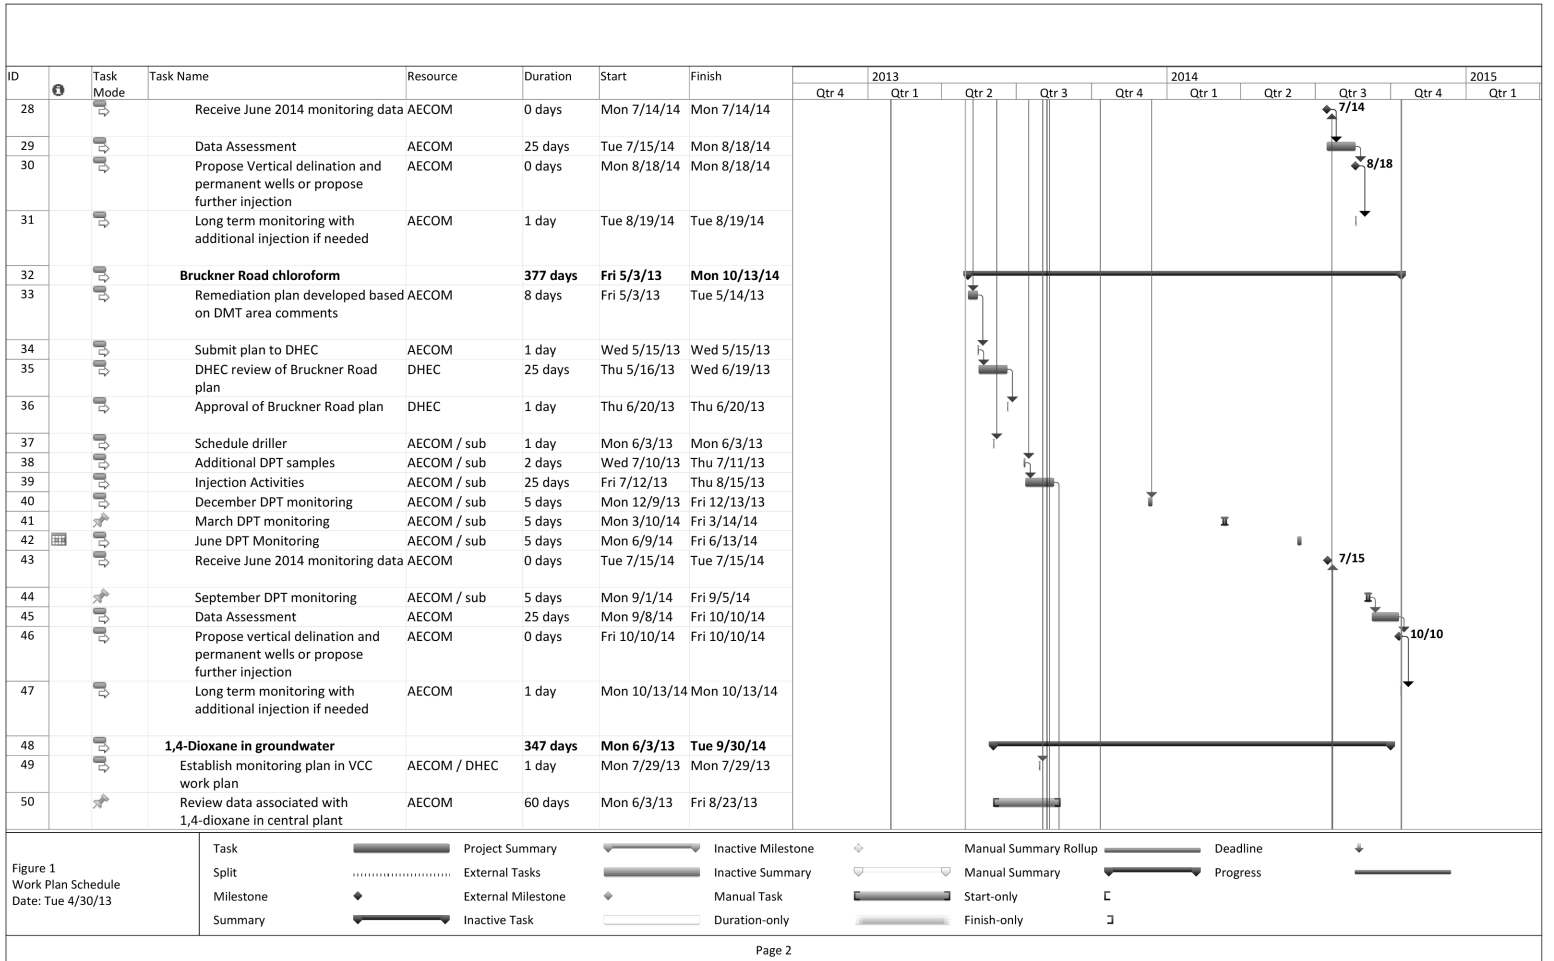 ID Task Mode Task Name Resource Duration Start Finish
2013 2014 2015
Qtr 4 Qtr 1 Qtr 2 Qtr 3 Qtr 4 Qtr 1 Qtr 2 Qtr 3 Qtr 4 Qtr 1
28 Receive June 2014 monitoring data AECOM 0 days Mon 7/14/14 Mon 7/14/14 7/14
29 Data Assessment AECOM 25 days Tue 7/15/14 Mon 8/18/14
30 Propose Vertical delination and AECOM 0 days Mon 8/18/14 Mon 8/18/14 8/18
permanent wells or propose
further injection
31 Long term monitoring with AECOM 1 day Tue 8/19/14 Tue 8/19/14
additional injection if needed
32 Bruckner Road chloroform 377 days Fri 5/3/13 Mon 10/13/14
33 Remediation plan developed based AECOM 8 days Fri 5/3/13 Tue 5/14/13
on DMT area comments
34 Submit plan to DHEC AECOM 1 day Wed 5/15/13 Wed 5/15/13
35 DHEC review of Bruckner Road DHEC 25 days Thu 5/16/13 Wed 6/19/13
plan
36 Approval of Bruckner Road plan DHEC 1 day Thu 6/20/13 Thu 6/20/13
37 Schedule driller AECOM / sub 1 day Mon 6/3/13 Mon 6/3/13
38 Additional DPT samples AECOM / sub 2 days Wed 7/10/13 Thu 7/11/13
39 Injection Activities AECOM / sub 25 days Fri 7/12/13 Thu 8/15/13
40 December DPT monitoring AECOM / sub 5 days Mon 12/9/13 Fri 12/13/13
41 March DPT monitoring AECOM / sub 5 days Mon 3/10/14 Fri 3/14/14
42 June DPT Monitoring AECOM / sub 5 days Mon 6/9/14 Fri 6/13/14
43 Receive June 2014 monitoring data AECOM 0 days Tue 7/15/14 Tue 7/15/14 7/15
44 September DPT monitoring AECOM / sub 5 days Mon 9/1/14 Fri 9/5/14
45 Data Assessment AECOM 25 days Mon 9/8/14 Fri 10/10/14
46 Propose vertical delination and AECOM 0 days Fri 10/10/14 Fri 10/10/14 10/10
permanent wells or propose
further injection
47 Long term monitoring with AECOM 1 day Mon 10/13/14 Mon 10/13/14
additional injection if needed
48 1,4-Dioxane in groundwater 347 days Mon 6/3/13 Tue 9/30/14
49 Establish monitoring plan in VCC AECOM / DHEC 1 day Mon 7/29/13 Mon 7/29/13
work plan
50 Review data associated with AECOM 60 days Mon 6/3/13 Fri 8/23/13
1,4-dioxane in central plant
Figure 1
Work Plan Schedule
Date: Tue 4/30/13
Task Project Summary Inactive Milestone Manual Summary Rollup Deadline
Split External Tasks Inactive Summary Manual Summary Progress
Milestone External Milestone Manual Task Start-only
Summary Inactive Task Duration-only Finish-only
Page 2